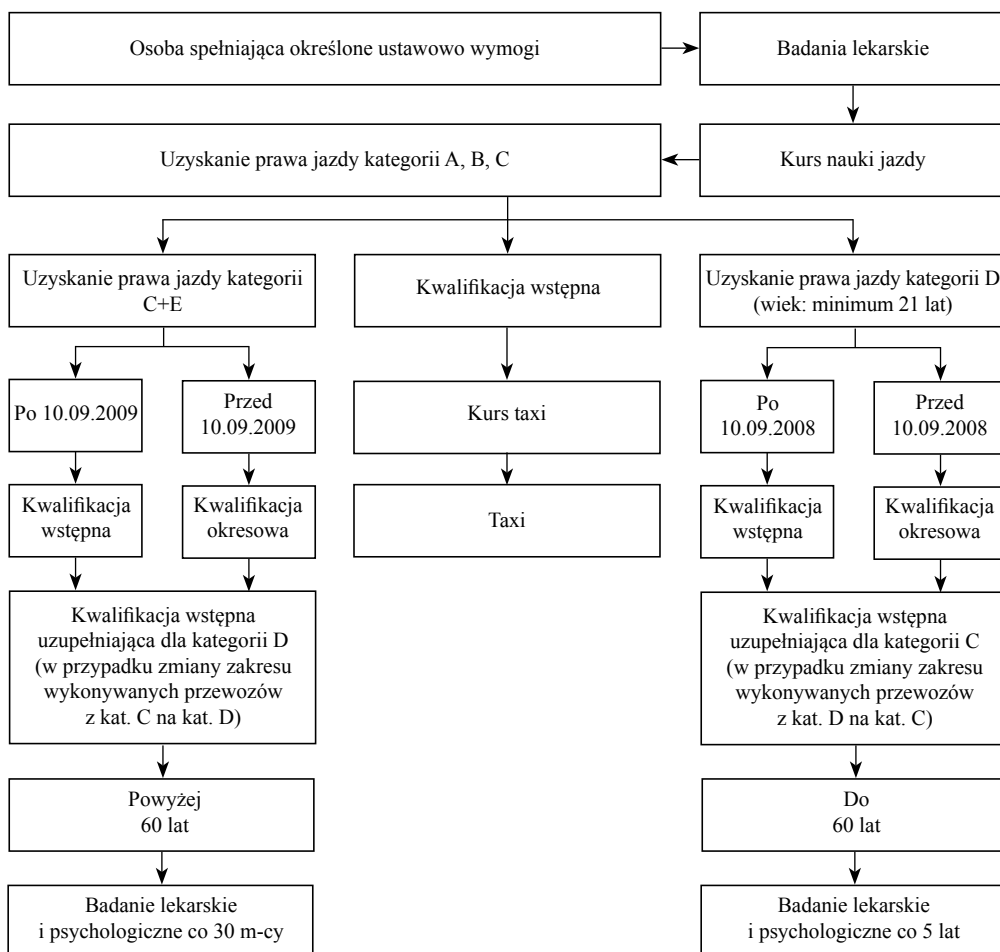 Osoba spełniająca określone ustawowo wymogi
Badania lekarskie
Uzyskanie prawa jazdy kategorii A, B, C
Kurs nauki jazdy
Uzyskanie prawa jazdy kategorii
C+E
Kwalifikacja wstępna
Uzyskanie prawa jazdy kategorii D
(wiek: minimum 21 lat)
Po 10.09.2009
Przed
10.09.2009
Kurs taxi
Po
10.09.2008
Przed
10.09.2008
Kwalifikacja
wstępna
Kwalifikacja
okresowa
Taxi
Kwalifikacja
wstępna
Kwalifikacja
okresowa
Kwalifikacja wstępna
uzupełniająca dla kategorii D
(w przypadku zmiany zakresu
wykonywanych przewozów
z kat. C na kat. D)
Kwalifikacja wstępna
uzupełniająca dla kategorii C
(w przypadku zmiany zakresu
wykonywanych przewozów
z kat. D na kat. C)
Powyżej
60 lat
Do
60 lat
Badanie lekarskie
i psychologiczne co 30 m-cy
Badanie lekarskie
i psychologiczne co 5 lat